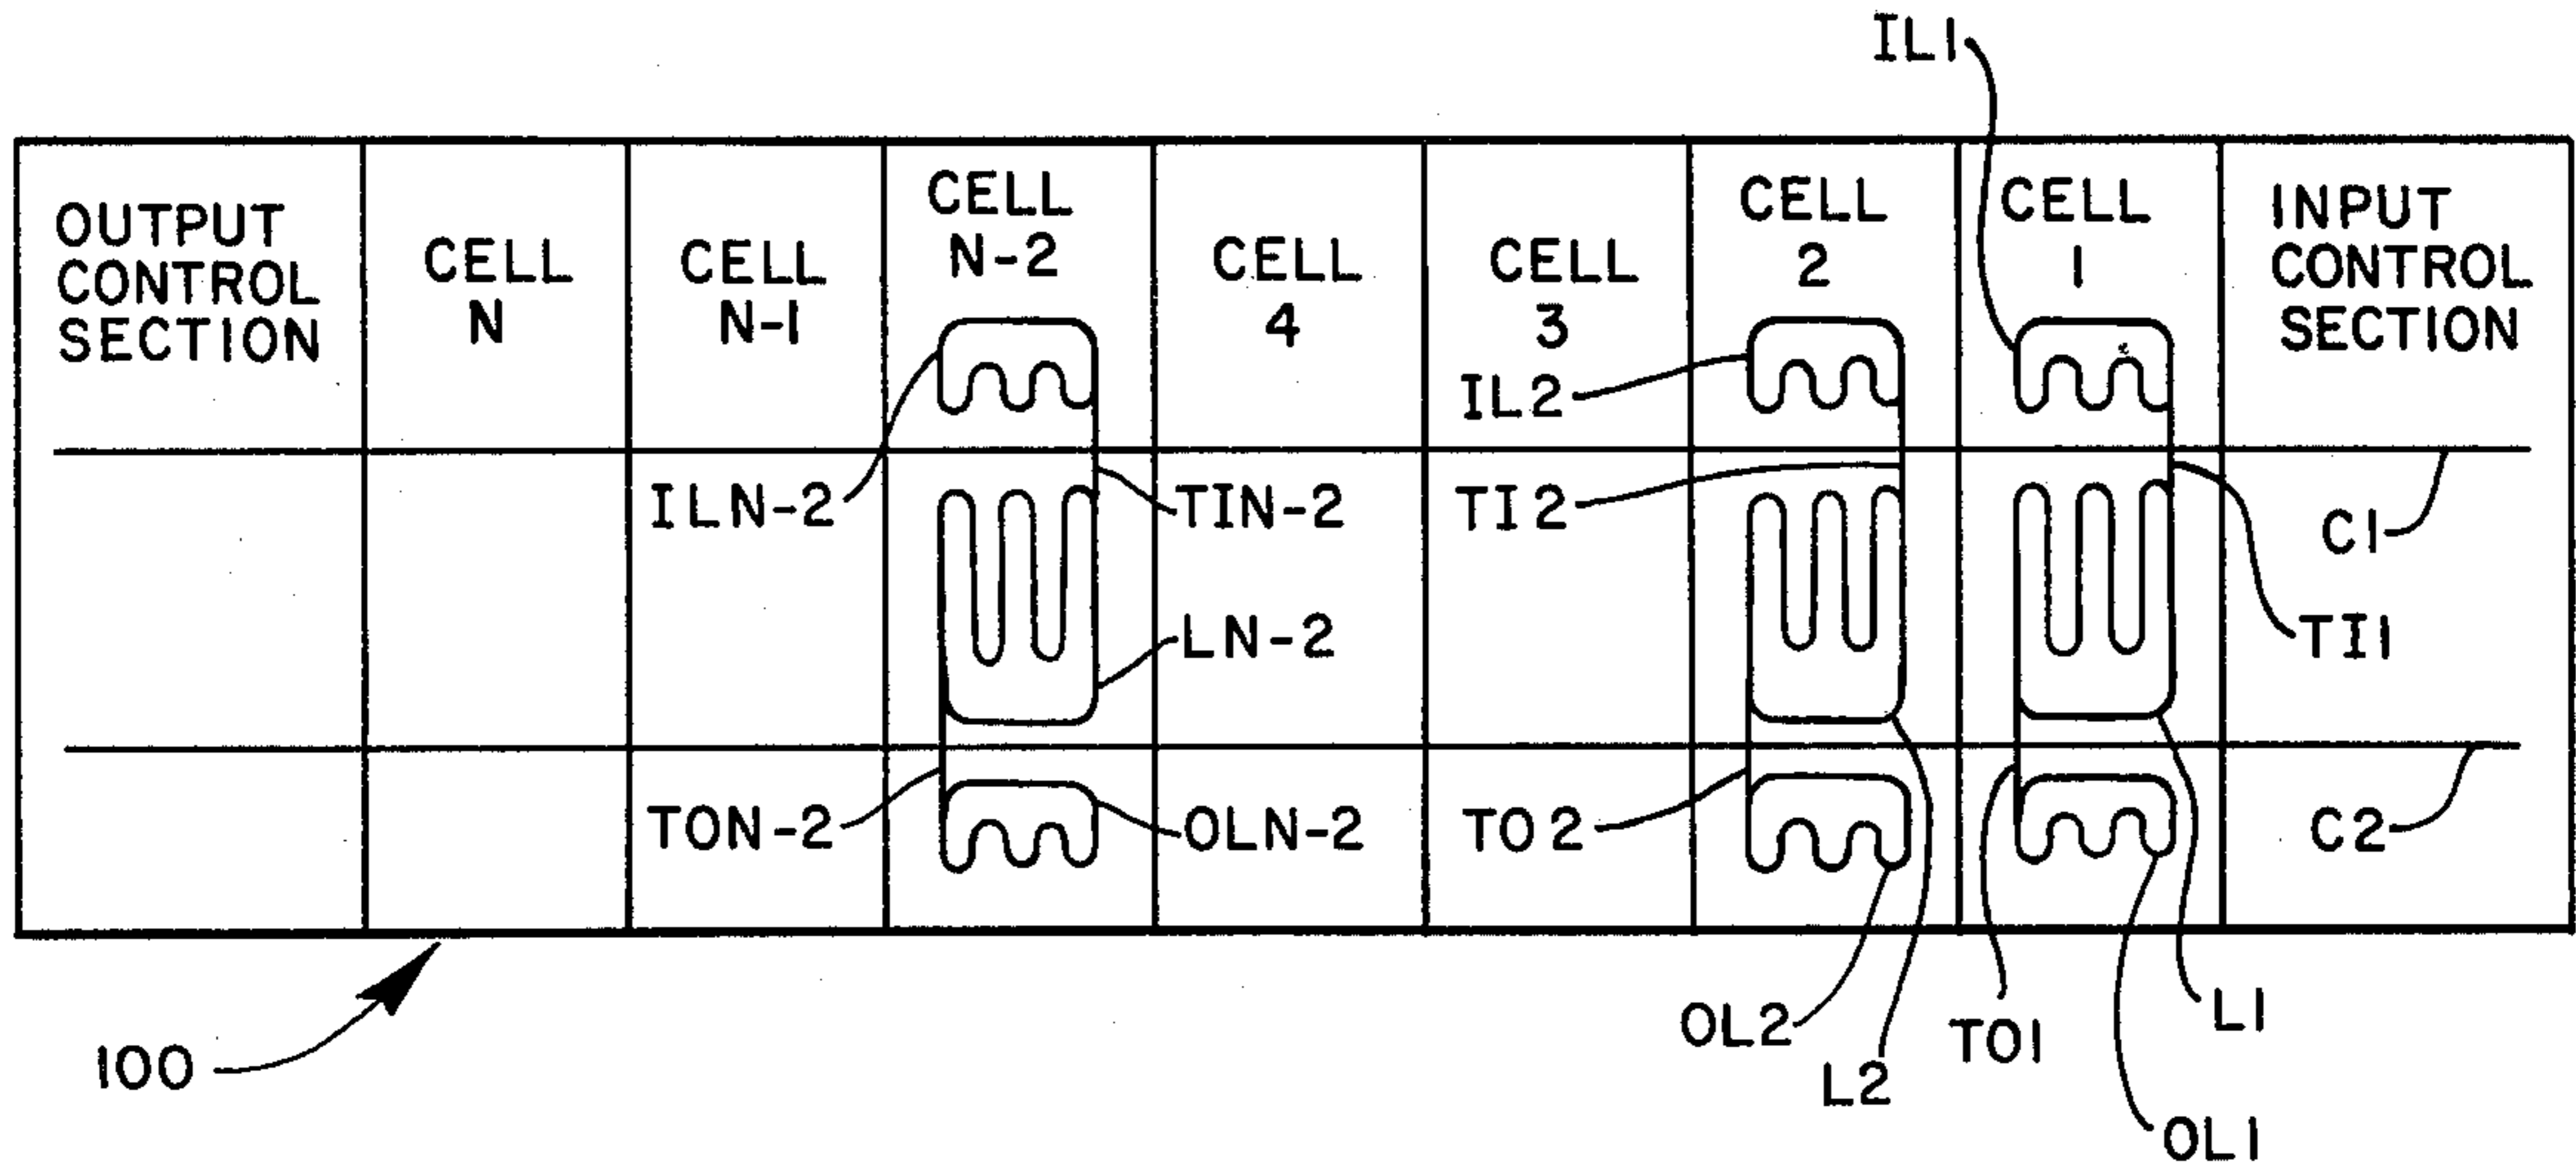 IL1
OUTPUT
CONTROL
SECTION
CELL
N
CELL
N-1
CELL
N-2
CELL
4
CELL
3
CELL
2
CELL
1
INPUT
CONTROL
SECTION
IL2
ILN-2
TIN-2
TI2
C1
LN-2
TI1
TON-2
OLN-2
TO2
C2
100
OL2
L2
TO1
L1
OL1